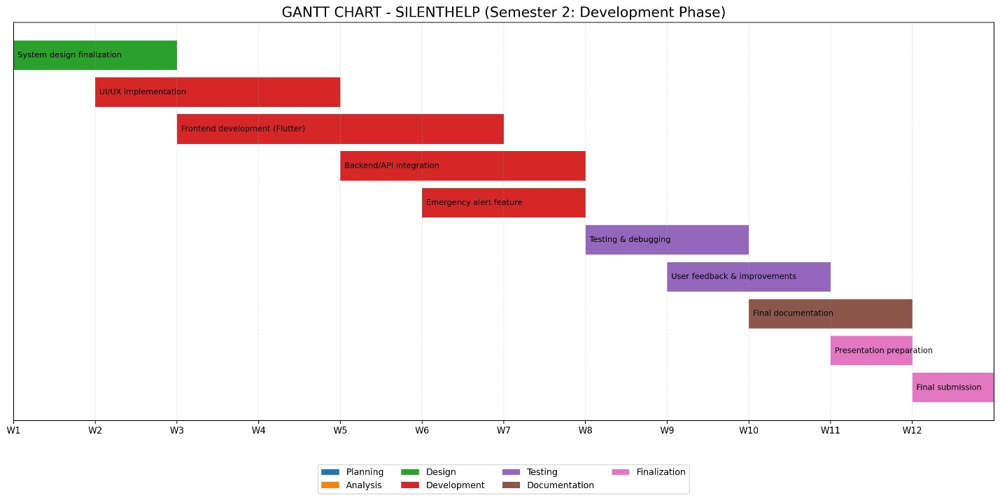 GANTT CHART - SILENTHELP (Semester 2: Development Phase)
System design finalization
UI/UX implementation
Frontend development (Flutter)
Backend/API integration
Emergency alert feature
Testing & debugging
User feedback & improvements
Final documentation
Presentation preparation
Final submission
W1 W2 W3 W4 W5 W6 W7 W8 W9 W10 W11 W12
Planning Design Testing Finalization
Analysis Development Documentation